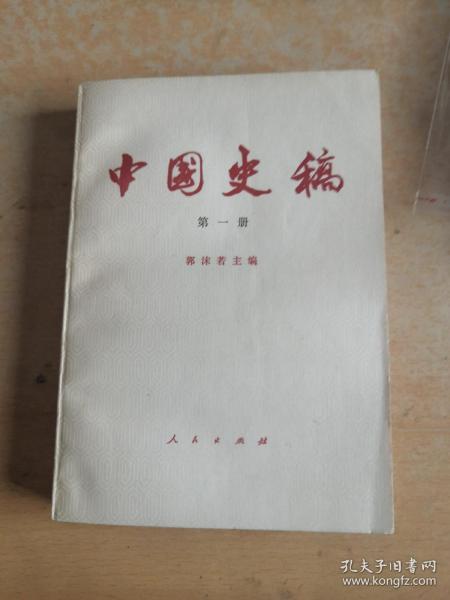 中国史稿
第一册
郭沫若主编
人民出版社
孔夫子旧书网
www.kongfz.com